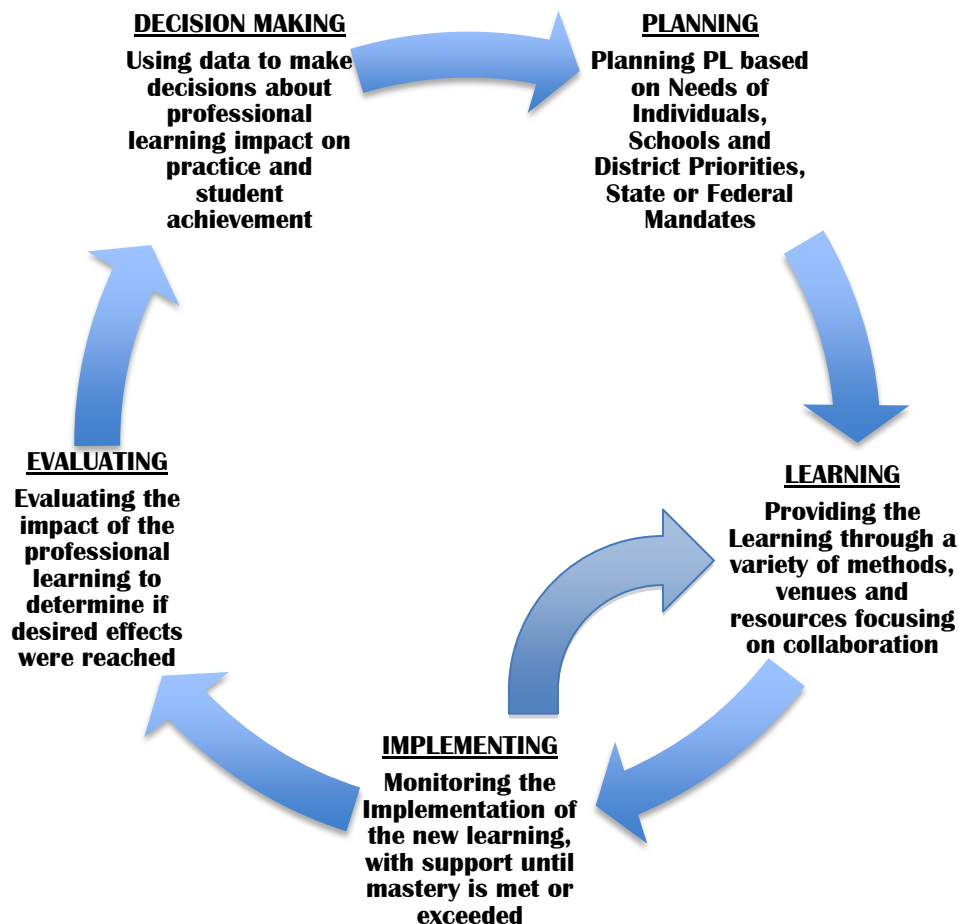 DECISION MAKING
Using data to make
decisions about
professional
learning impact on
practice and
student
achievement
PLANNING
Planning PL based
on Needs of
Individuals,
Schools and
District Priorities,
State or Federal
Mandates
LEARNING
Providing the
Learning through a
variety of methods,
venues and
resources focusing
on collaboration
IMPLEMENTING
Monitoring the
Implementation of
the new learning,
with support until
mastery is met or
exceeded
EVALUATING
Evaluating the
impact of the
professional
learning to
determine if
desired effects
were reached